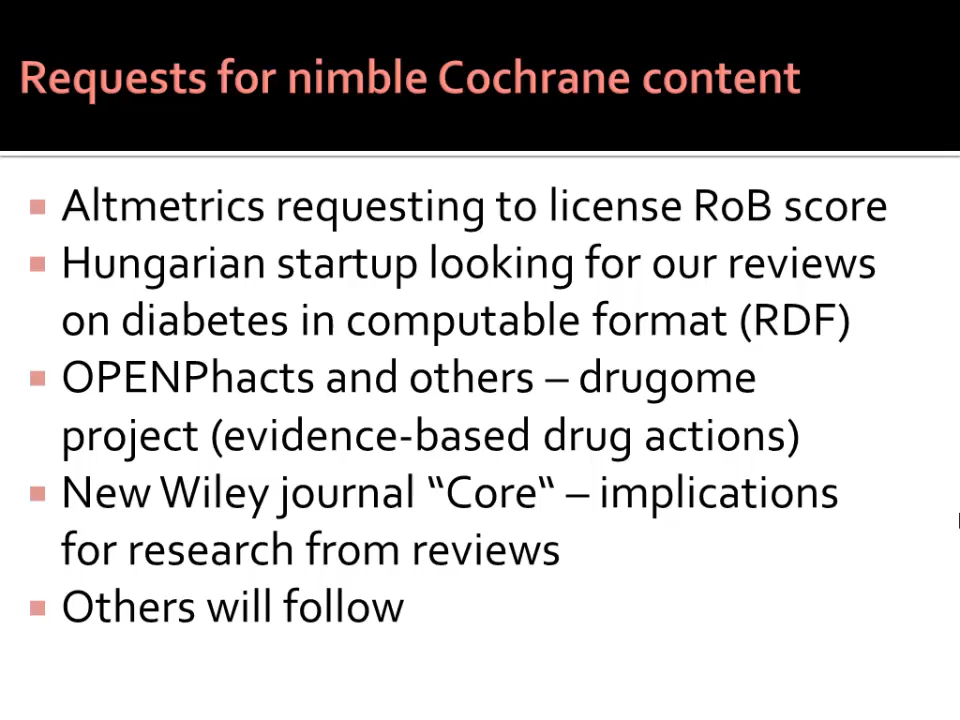 Requests for nimble Cochrane content
▪ Altmetrics requesting to license RoB score
▪ Hungarian startup looking for our reviews
on diabetes in computable format (RDF)
▪ OPENPhacts and others – drugome
project (evidence-based drug actions)
▪ New Wiley journal “Core“ – implications
for research from reviews
▪ Others will follow